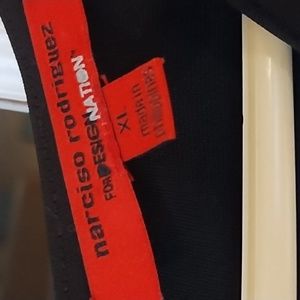 narciso rodriguez
FOR DESIGNATION
XL
made in